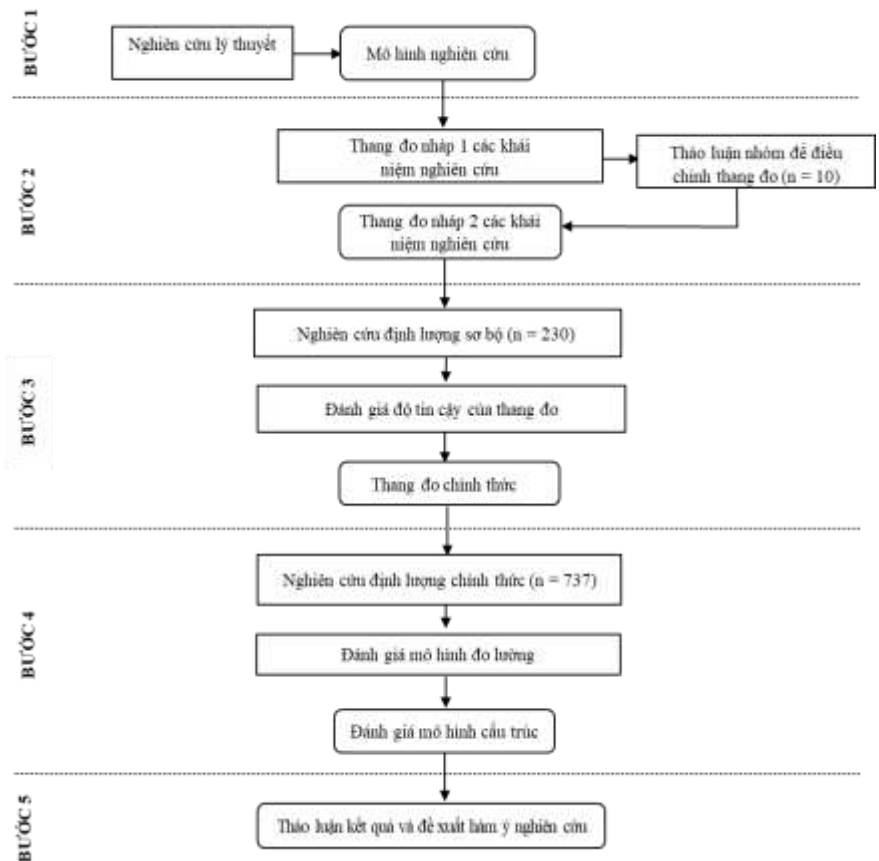 BƯỚC 1
Nghiên cứu lý thuyết
Mô hình nghiên cứu
BƯỚC 2
Thang đo nháp 1 các khái
niệm nghiên cứu
Thảo luận nhóm để điều
chỉnh thang đo (n = 10)
Thang đo nháp 2 các khái
niệm nghiên cứu
BƯỚC 3
Nghiên cứu định lượng sơ bộ (n = 230)
Đánh giá độ tin cậy của thang đo
Thang đo chính thức
BƯỚC 4
Nghiên cứu định lượng chính thức (n = 737)
Đánh giá mô hình đo lường
Đánh giá mô hình cấu trúc
BƯỚC 5
Thảo luận kết quả và đề xuất hàm ý nghiên cứu